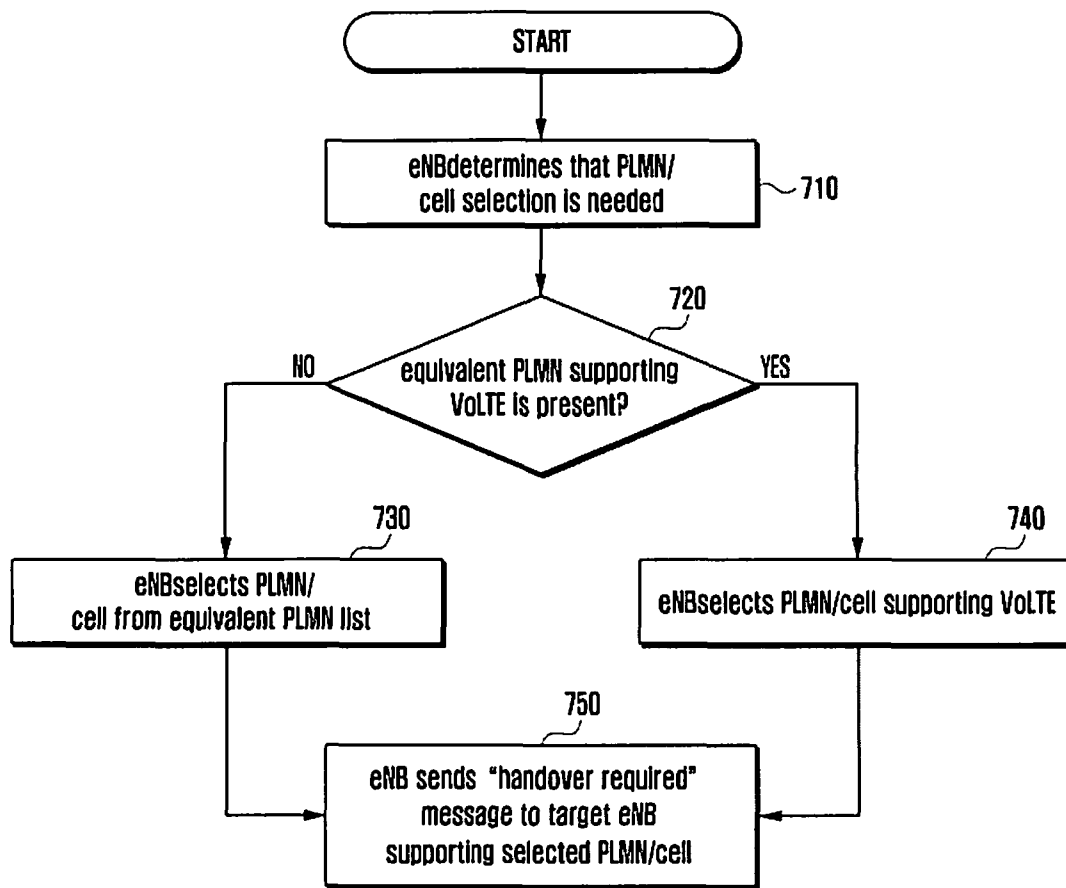 START
eNBdetermines that PLMN/
cell selection is needed
710
720
NO
YES
equivalent PLMN supporting
VoLTE is present?
730
740
eNBselects PLMN/
cell from equivalent PLMN list
eNBselects PLMN/cell supporting VoLTE
750
eNB sends “handover required”
message to target eNB
supporting selected PLMN/cell